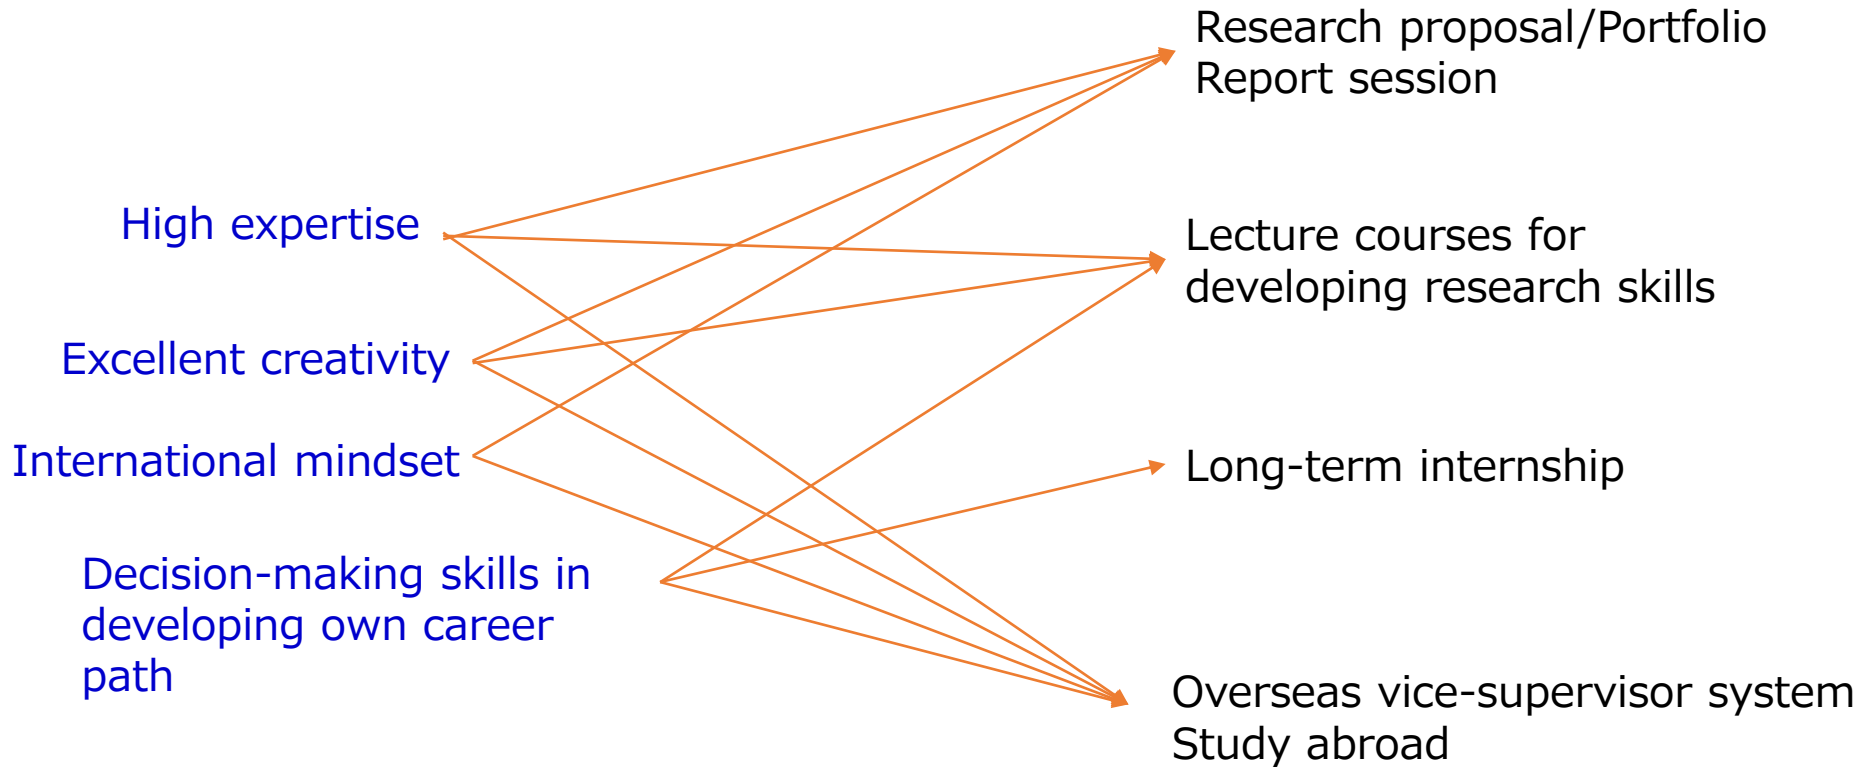 High expertise
Excellent creativity
International mindset
Decision-making skills in
developing own career
path
Research proposal/Portfolio
Report session
Lecture courses for
developing research skills
Long-term internship
Overseas vice-supervisor system
Study abroad